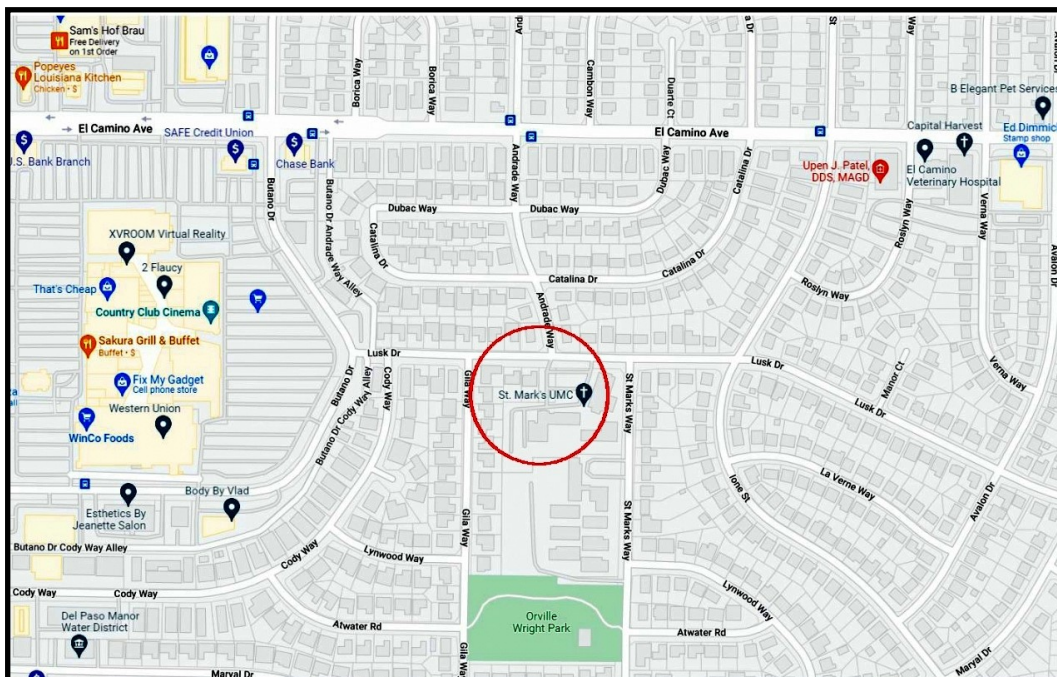 Sam's Hof Brau
Free Delivery
on 1st Order
Popeyes
Louisiana Kitchen
Chicken • $
El Camino Ave
SAFE Credit Union
U.S. Bank Branch
Chase Bank
Borica Way
Borica Way
Cambon Way
Duarte Ct
El Camino Ave
B Elegant Pet Services
Capital Harvest
Ed Dimmick
Stamp shop
Upen J. Patel,
DDS, MAGD
El Camino
Veterinary Hospital
Butano Dr
Butano Dr Andrade Way Alley
Andrade Way
Dubac Way
Catalina Dr
Dubac Way
Dubac Way
Catalina Dr
Catalina Dr
Catalina Dr
Roslyn Way
Roslyn Way
Verna Way
Avalon Dr
XVROOM Virtual Reality
2 Flaucy
That's Cheap
Country Club Cinema
Andrade Way
Sakura Grill & Buffet
Buffet • $
Fix My Gadget
Cell phone store
Western Union
WinCo Foods
Lusk Dr
Lusk Dr
Lusk Dr
Manor Ct
Verna Way
Butano Dr
Butano Dr Cody Way Alley
Cody Way
Gilia Way
St. Mark's UMC
St Marks Way
Ione St
La Verne Way
Avalon Dr
Body By Vlad
Esthetics By
Jeanette Salon
Butano Dr Cody Way Alley
Cody Way
Gilia Way
St Marks Way
Lynwood Way
Lynwood Way
Cody Way
Cody Way
Del Paso Manor
Water District
Atwater Rd
Orville
Wright Park
Atwater Rd
Maryal Dr
Gilia Way
Maryal Dr